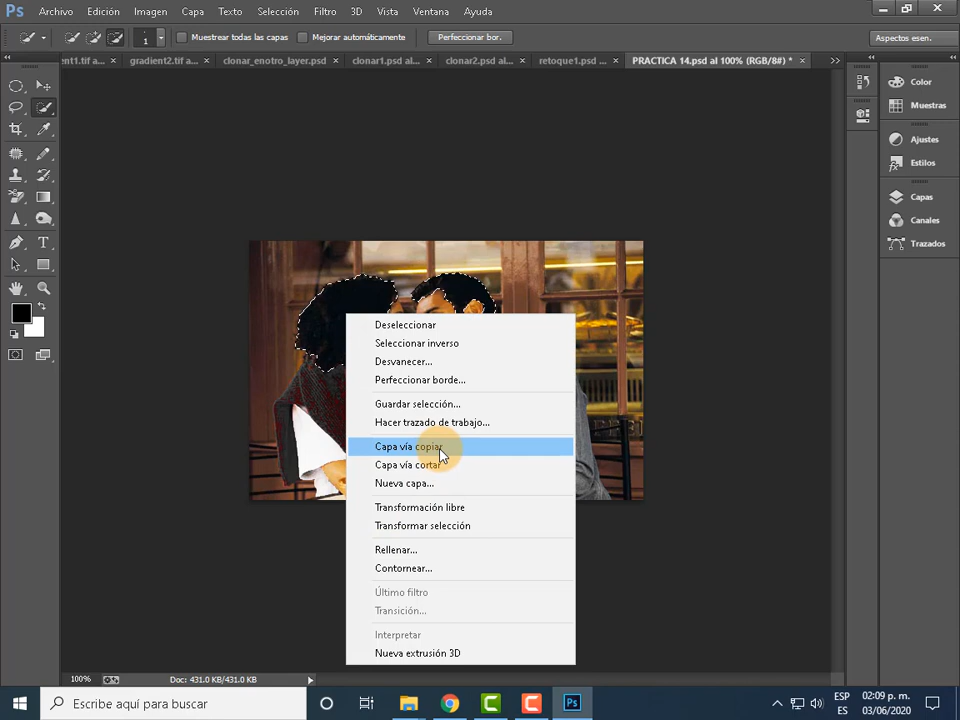 Ps Archivo Edición Imagen Capa Texto Selección Filtro 3D Vista Ventana Ayuda
1 Muestrear todas las capas Mejorar automáticamente Perfeccionar bor. Aspectos esen.
ent1.tif a... × gradient2.tif a... × clonar_enotro_layer.psd × clonar1.psd al... × clonar2.psd al... × retoque1.psd ... × PRACTICA 14.psd al 100% (RGB/8#) * ×
Color
Muestras
Ajustes
Estilos
Capas
Canales
Trazados
Deseleccionar
Seleccionar inverso
Desvanecer...
Perfeccionar borde...
Guardar selección...
Hacer trazado de trabajo...
Capa vía copiar
Capa vía cortar
Nueva capa...
Transformación libre
Transformar selección
Rellenar...
Contornear...
Último filtro
Transición...
Interpretar
Nueva extrusión 3D
100% Doc: 431.0 KB/431.0 KB
Escribe aquí para buscar
Ps
ESP
ES
02:09 p. m.
03/06/2020